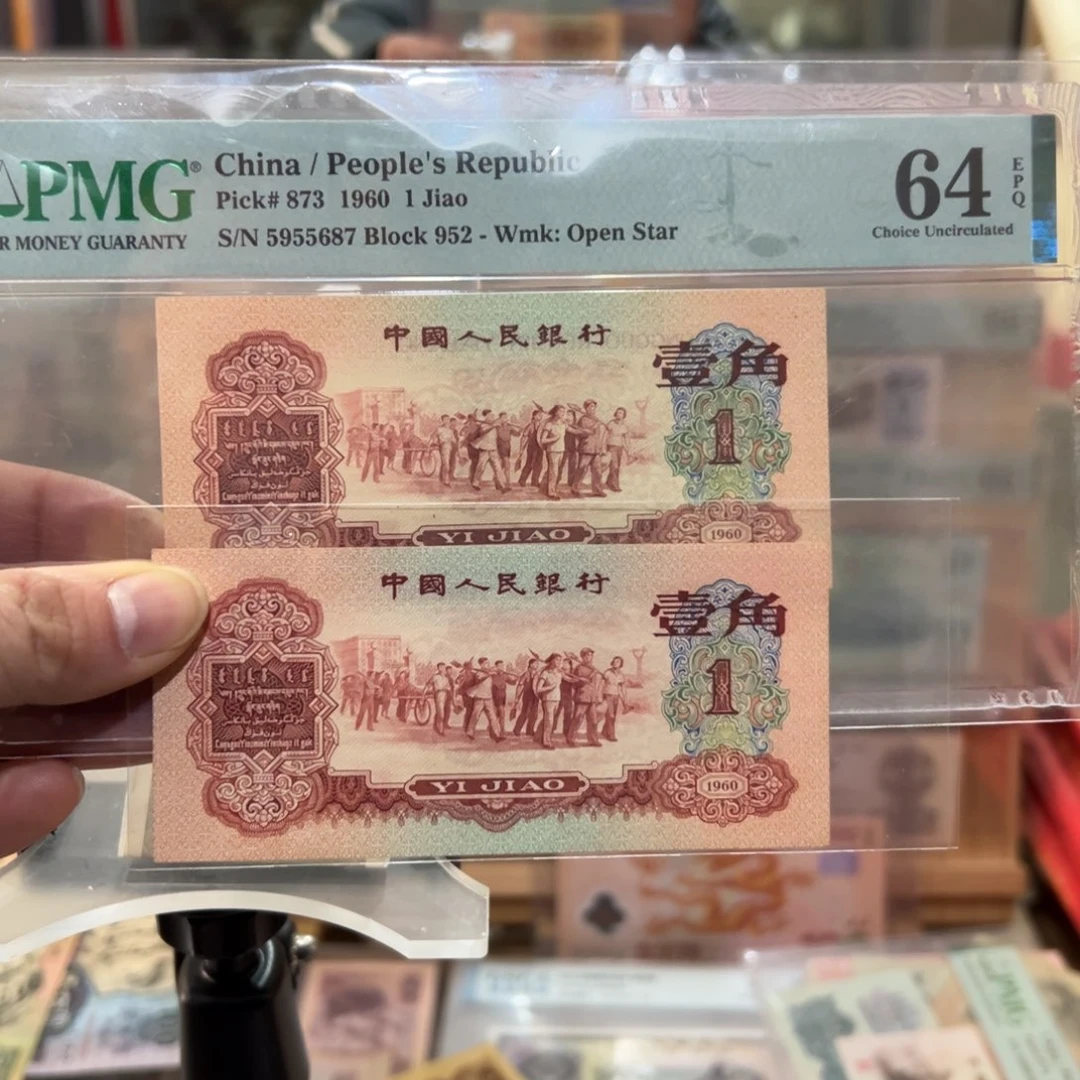 PMG® China / People's Republic
Pick# 873 1960 1 Jiao
R MONEY GUARANTY
S/N 5955687 Block 952 - Wmk: Open Star
64 EPQ
Choice Uncirculated
中國人民銀行
壹角
1
YI JIAO
1960
中國人民銀行
壹角
1
YI JIAO
1960
PMG